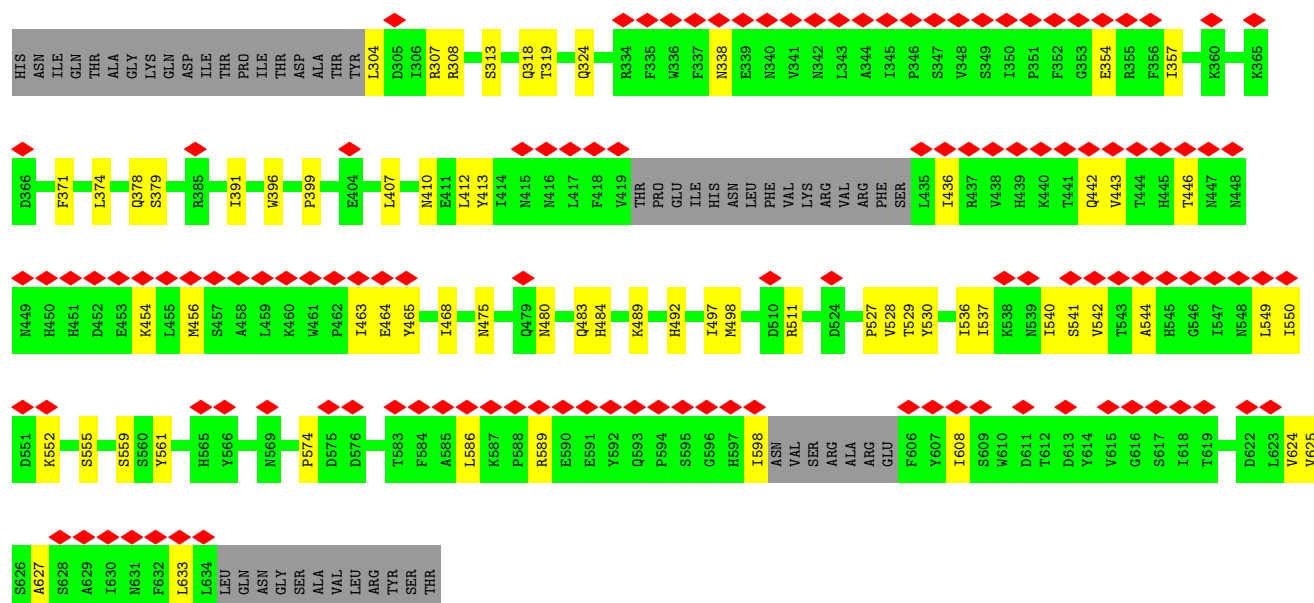 HIS ASN ILE GLN THR ALA GLY LYS GLN ASP ILE THR PRO ILE THR ASP ALA THR TYR L304 D305 I306 R307 R308 S313 Q318 T319 Q324 R334 F335 W336 F337 N338 E339 N340 V341 N342 L343 A344 I345 P346 S347 V348 S349 I350 P351 F352 G353 E354 R355 F356 I357 K360 K365
D366 F371 L374 Q378 S379 R385 I391 W396 P399 E404 L407 N410 E411 L412 Y413 I414 N415 N416 L417 F418 V419 THR PRO GLU ILE HIS ASN LEU PHE VAL LYS ARG VAL ARG PHE SER L435 I436 R437 V438 H439 K440 T441 Q442 V443 T444 H445 T446 N447 N448
N449 H450 H451 D452 E453 K454 L455 M456 S457 A458 L459 K460 W461 P462 I463 E464 Y465 I468 N475 Q479 N480 Q483 H484 K489 H492 I497 M498 D510 R511 D524 P527 V528 T529 Y530 I536 I537 K538 N539 I540 S541 V542 T543 A544 H545 G546 I547 N548 L549 I550
D551 K552 S555 S559 S560 Y561 H565 Y566 N569 P574 D575 D576 T583 F584 A585 L586 K587 P588 R589 E590 E591 Y592 Q593 P594 S595 G596 H597 I598 ASN VAL SER ARG ALA ARG GLU F606 Y607 I608 S609 W610 D611 T612 D613 Y614 V615 G616 S617 I618 T619 D622 L623 V624 V625
S626 A627 S628 A629 I630 N631 F632 L633 L634 LEU GLN ASN GLY SER ALA VAL LEU ARG TYR SER THR